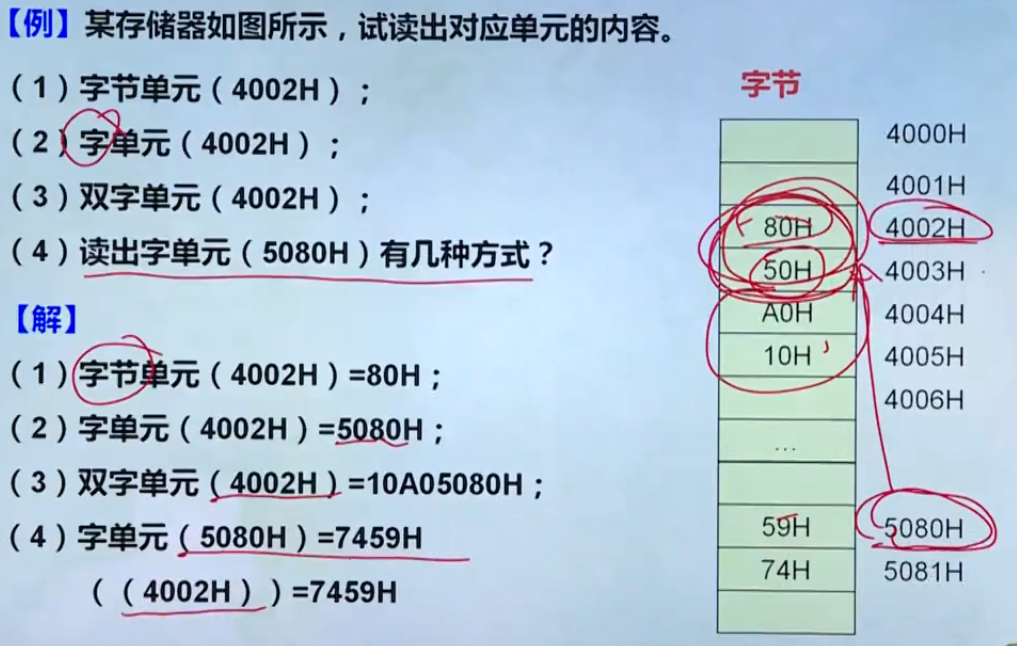 【例】某存储器如图所示，试读出对应单元的内容。
（1）字节单元（4002H）；
（2）字单元（4002H）；
（3）双字单元（4002H）；
（4）读出字单元（5080H）有几种方式？
【解】
（1）字节单元（4002H）=80H；
（2）字单元（4002H）=5080H；
（3）双字单元（4002H）=10A05080H；
（4）字单元（5080H）=7459H
（（4002H））=7459H
字节
4000H
4001H
80H 4002H
50H 4003H
A0H 4004H
10H 4005H
4006H
...
59H 5080H
74H 5081H